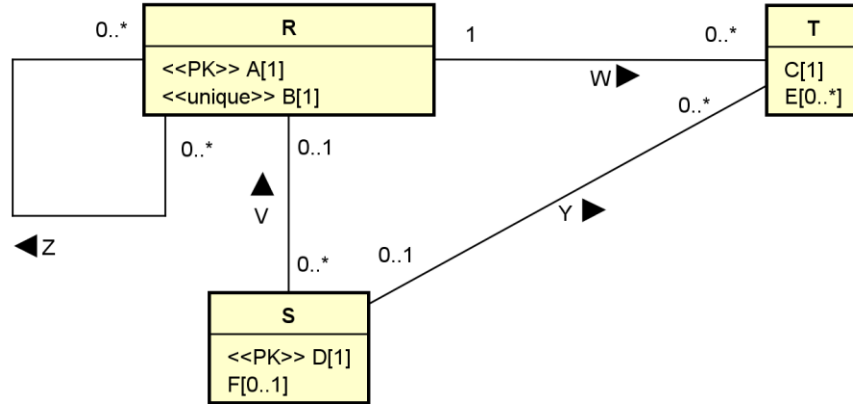 0..*
R
1
0..*
T
<<PK>> A[1]
<<unique>> B[1]
W
C[1]
E[0..*]
0..*
0..*
0..1
V
Y
Z
0..*
0..1
S
<<PK>> D[1]
F[0..1]